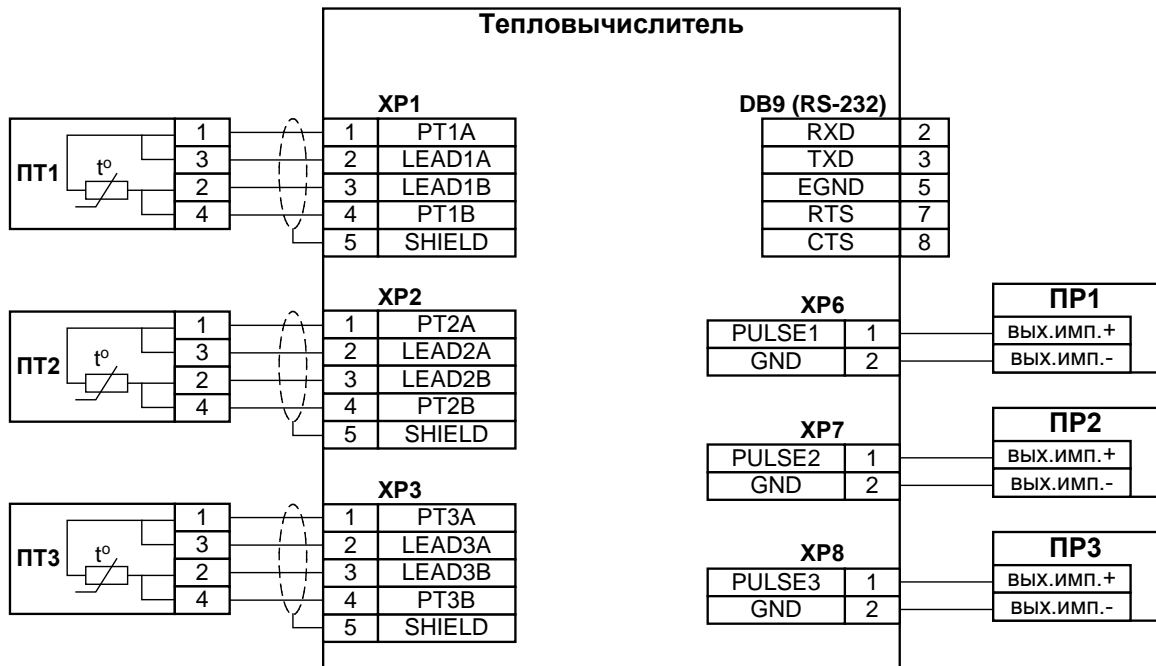 Тепловычислитель
XP1
ПТ1
tº
1 1 PT1A
3 2 LEAD1A
2 3 LEAD1B
4 4 PT1B
5 SHIELD
XP2
ПТ2
tº
1 1 PT2A
3 2 LEAD2A
2 3 LEAD2B
4 4 PT2B
5 SHIELD
XP3
ПТ3
tº
1 1 PT3A
3 2 LEAD3A
2 3 LEAD3B
4 4 PT3B
5 SHIELD
DB9 (RS-232)
RXD 2
TXD 3
EGND 5
RTS 7
CTS 8
XP6
PULSE1 1
GND 2
ПР1
вых.имп.+
вых.имп.-
XP7
PULSE2 1
GND 2
ПР2
вых.имп.+
вых.имп.-
XP8
PULSE3 1
GND 2
ПР3
вых.имп.+
вых.имп.-